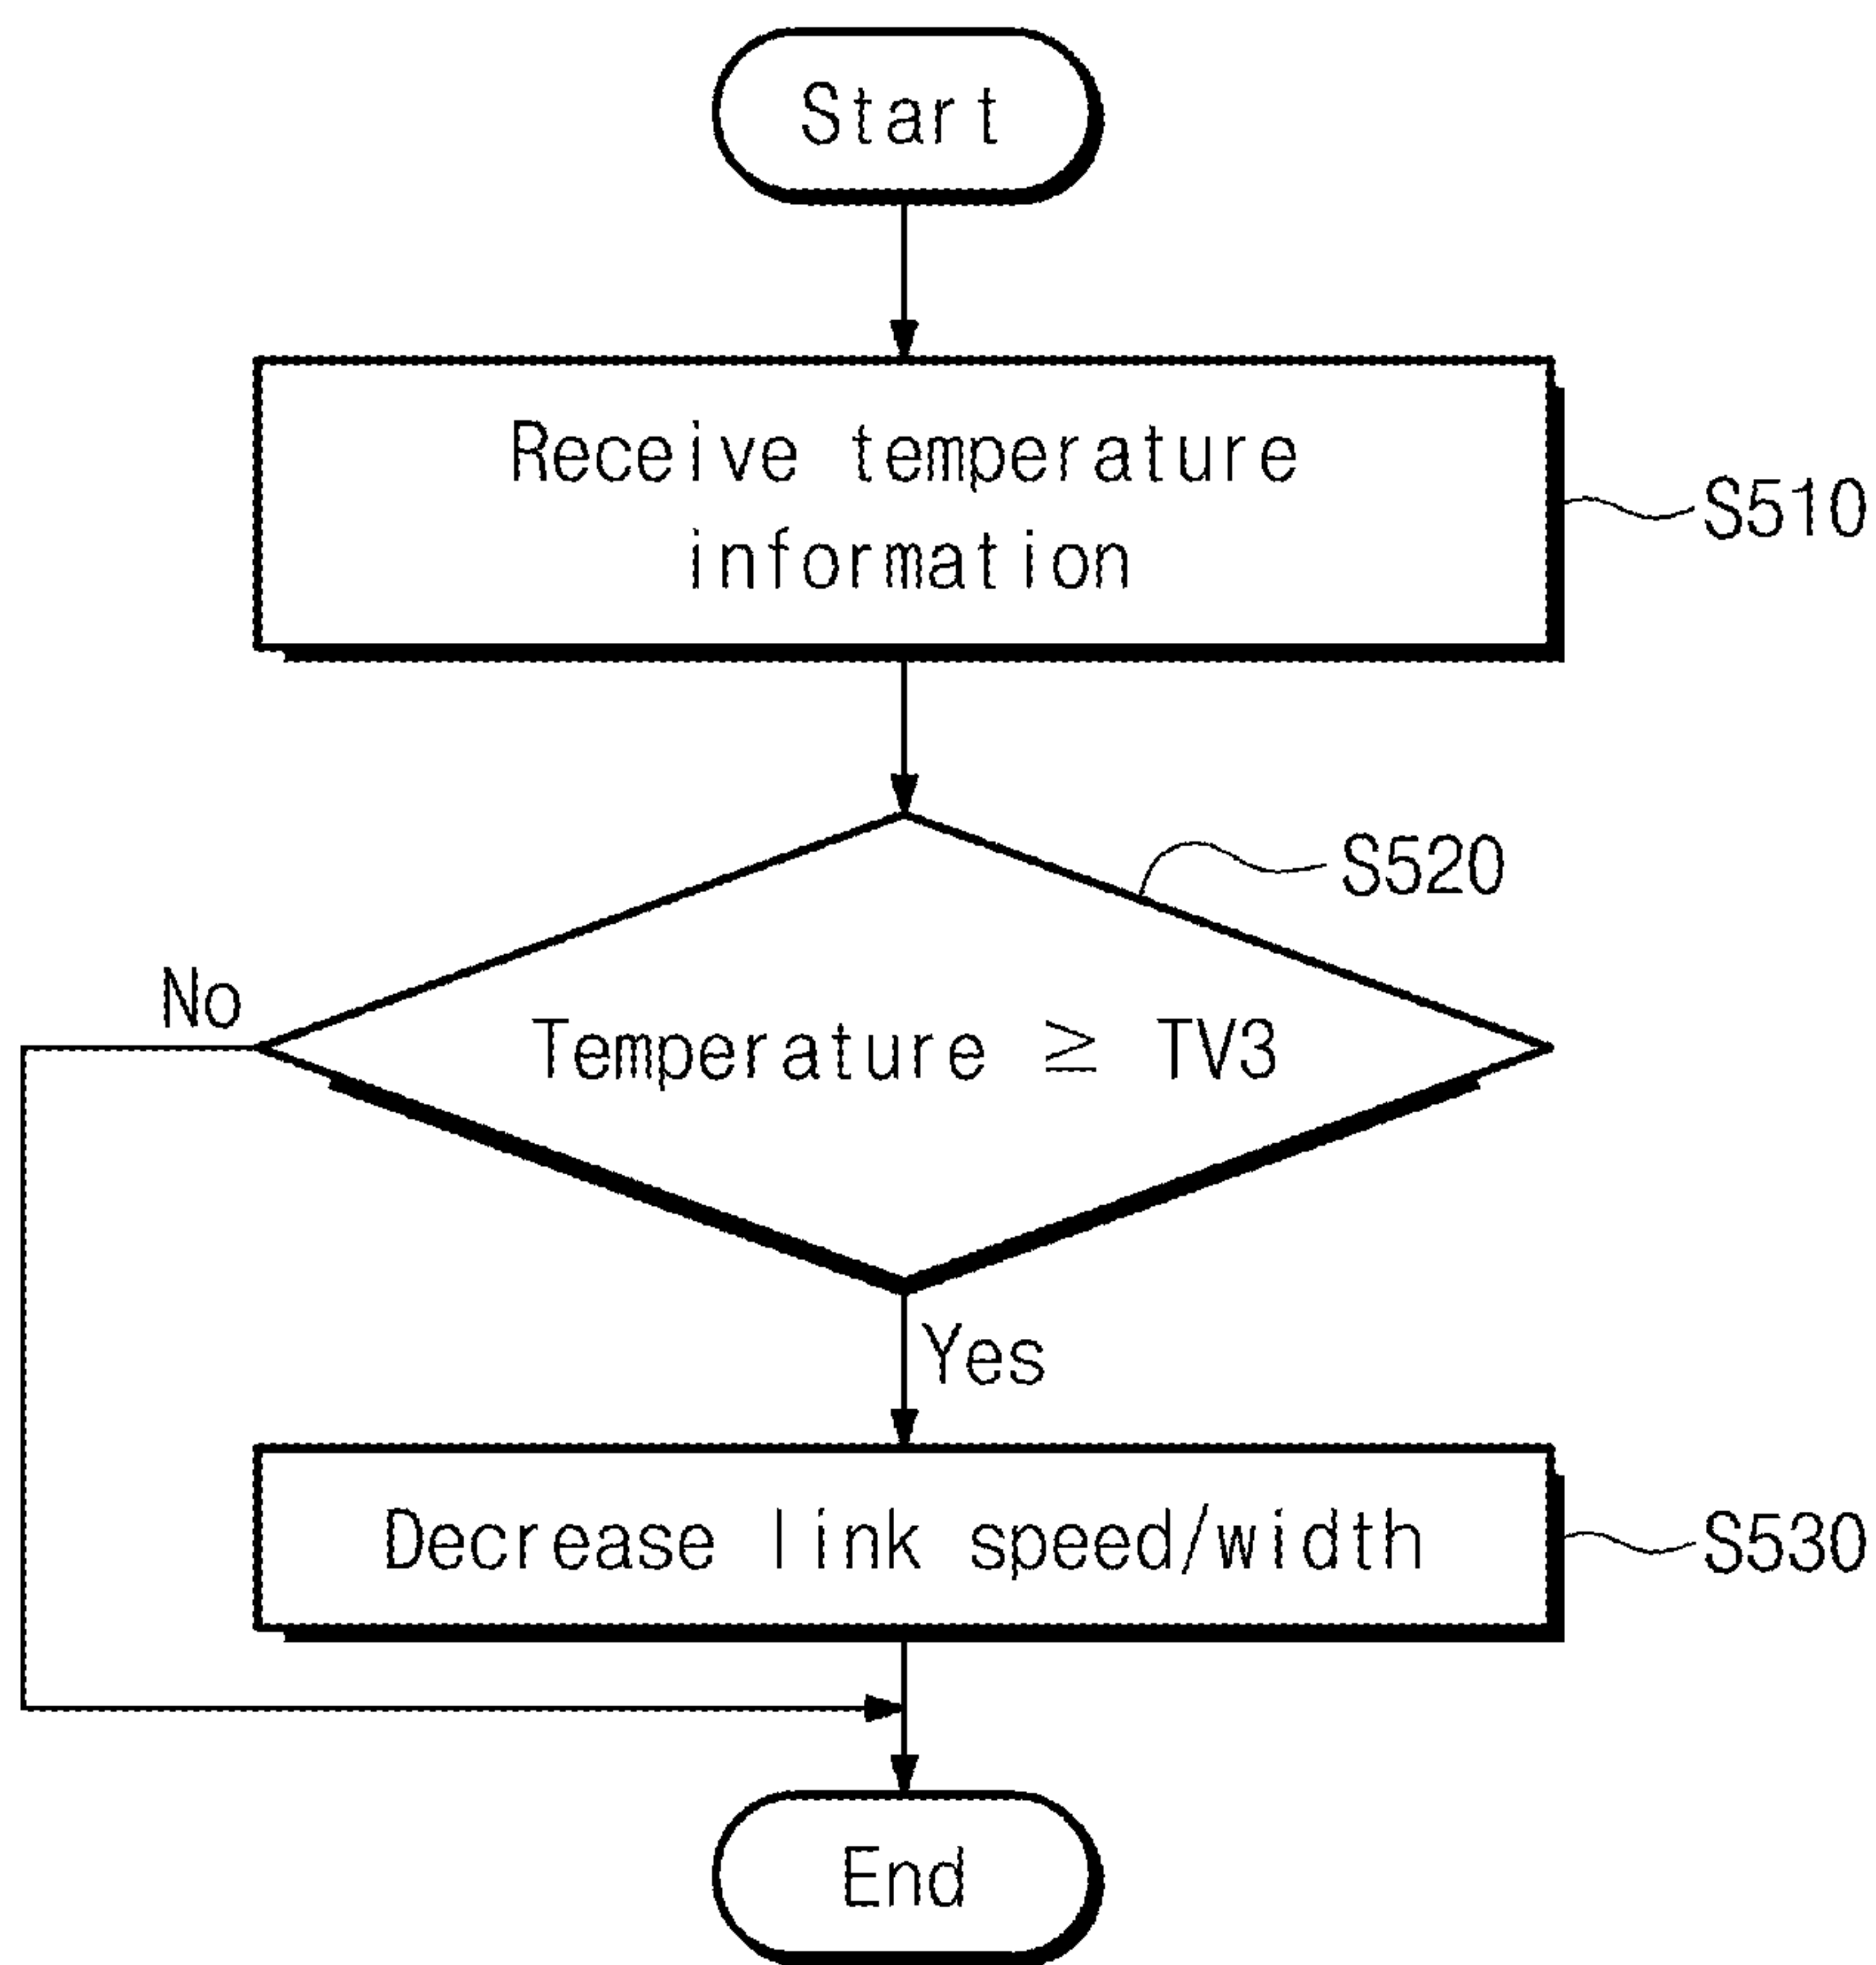 Start
Receive temperature
information
S510
S520
No
Temperature ≥ TV3
Yes
Decrease link speed/width
S530
End